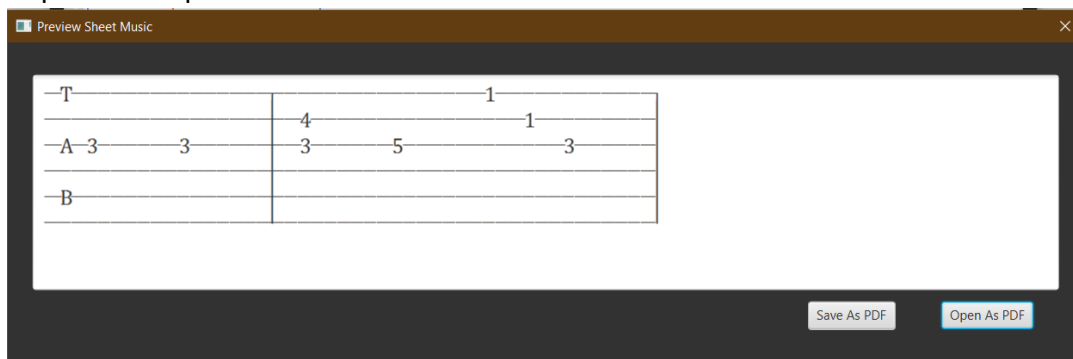 Preview Sheet Music
T 1
4 1
A 3 3 3 5 3
B
Save As PDF Open As PDF